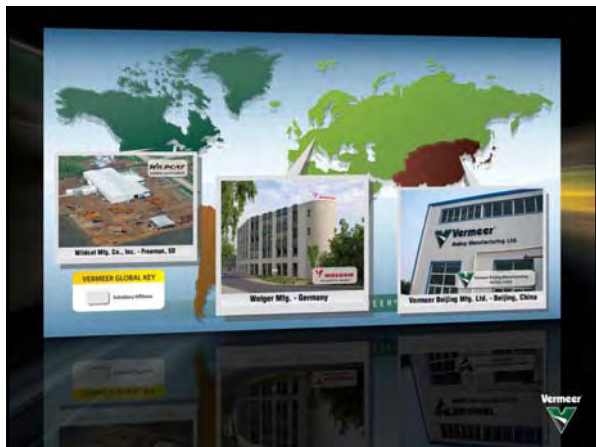 WILDCAT
Wildcat Mfg. Co., Inc. - Freeman, SD
WELGER
Welger Mfg. - Germany
Vermeer
Beijing Manufacturing Ltd.
Vermeer Beijing Mfg. Ltd. - Beijing, China
VERMEER GLOBAL KEY
Subsidiary/Affiliates
Vermeer